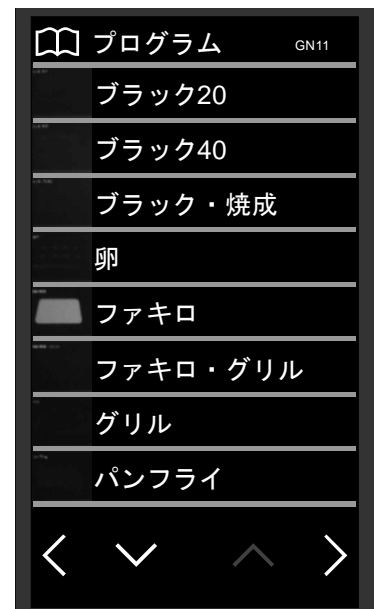 プログラム GN11
ブラック20
ブラック40
ブラック・焼成
卵
ファキロ
ファキロ・グリル
グリル
パンフライ